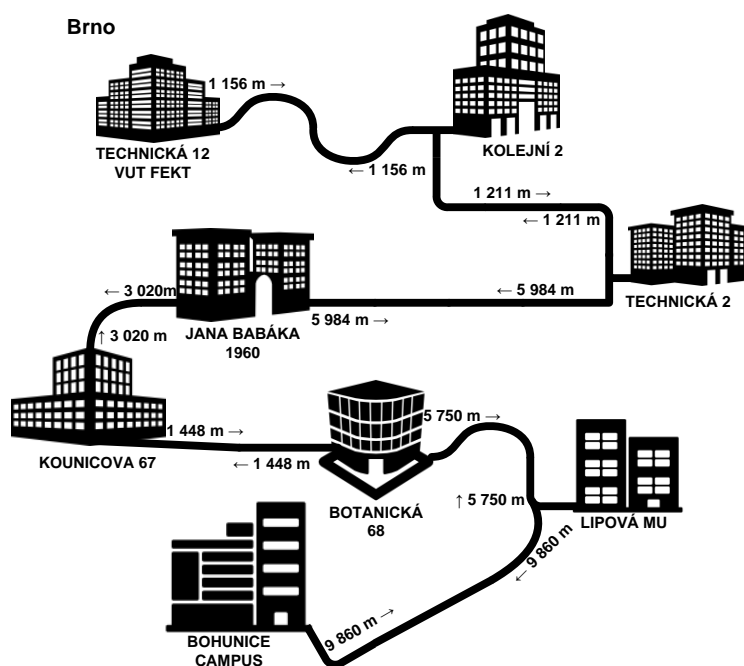 Brno
1 156 m →
TECHNICKÁ 12
VUT FEKT
KOLEJNÍ 2
← 1 156 m
1 211 m →
← 1 211 m
TECHNICKÁ 2
← 3 020m
← 5 984 m
JANA BABÁKA
1960
5 984 m →
↑ 3 020 m
KOUNICOVA 67
1 448 m →
← 1 448 m
5 750 m →
BOTANICKÁ
68
↑ 5 750 m
LIPOVÁ MU
← 9 860 m
9 860 m →
BOHUNICE
CAMPUS